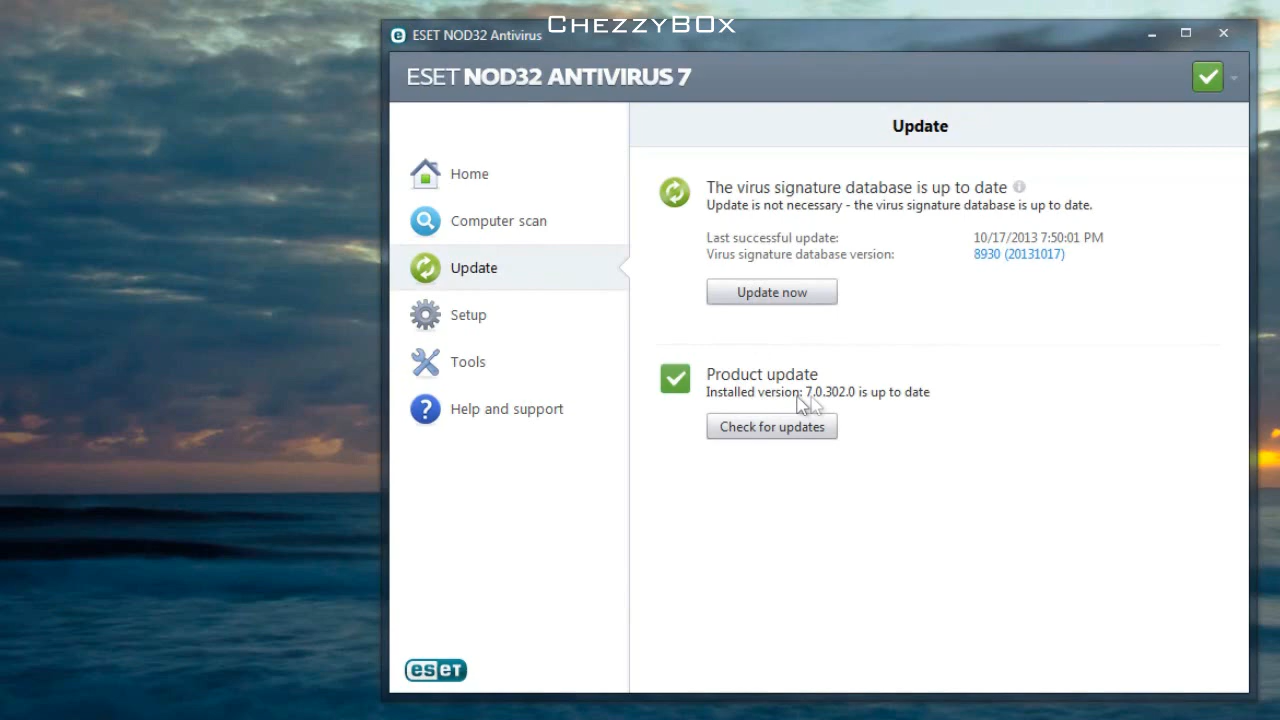 CHEZZYBOX
ESET NOD32 Antivirus
ESET NOD32 ANTIVIRUS 7
Home
Computer scan
Update
Setup
Tools
Help and support
eset
Update
The virus signature database is up to date
Update is not necessary - the virus signature database is up to date.
Last successful update: 10/17/2013 7:50:01 PM
Virus signature database version: 8930 (20131017)
Update now
Product update
Installed version: 7.0.302.0 is up to date
Check for updates